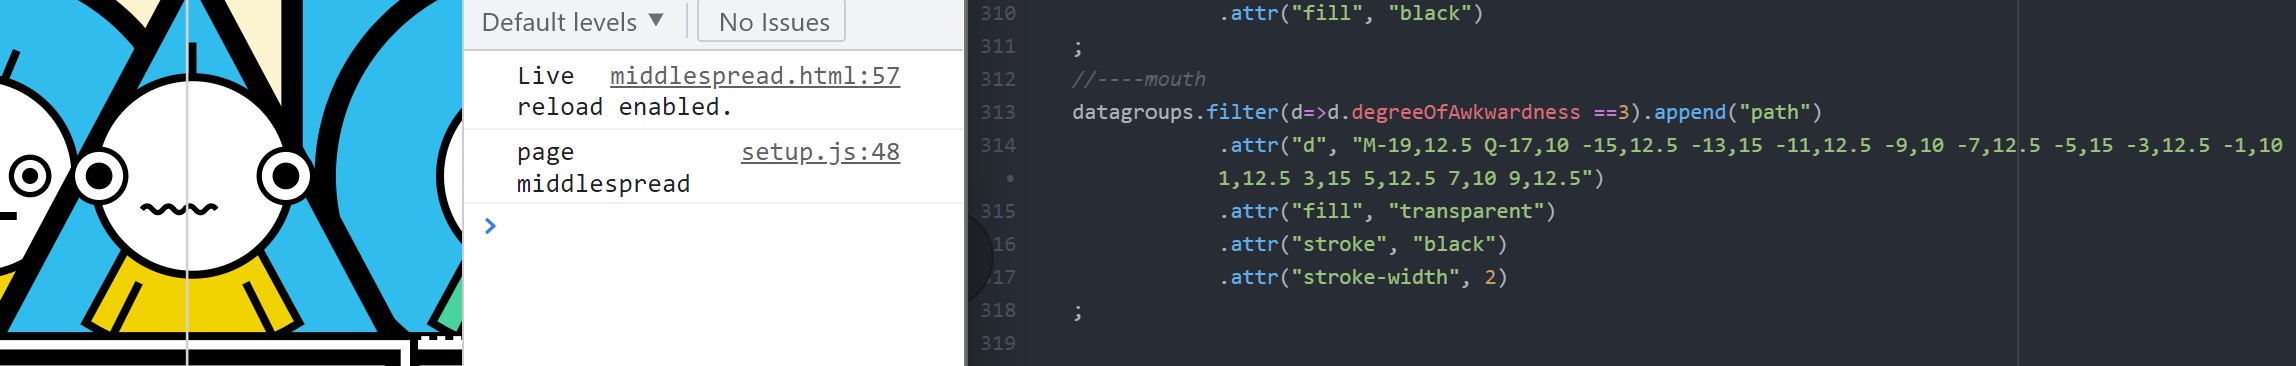 Default levels ▼ No Issues
Live middlespread.html:57
reload enabled.
page setup.js:48
middlespread
>
310 .attr("fill", "black")
311 ;
312 //----mouth
313 datagroups.filter(d=>d.degreeOfAwkwardness ==3).append("path")
314 .attr("d", "M-19,12.5 Q-17,10 -15,12.5 -13,15 -11,12.5 -9,10 -7,12.5 -5,15 -3,12.5 -1,10
• 1,12.5 3,15 5,12.5 7,10 9,12.5")
315 .attr("fill", "transparent")
16 .attr("stroke", "black")
17 .attr("stroke-width", 2)
318 ;
319